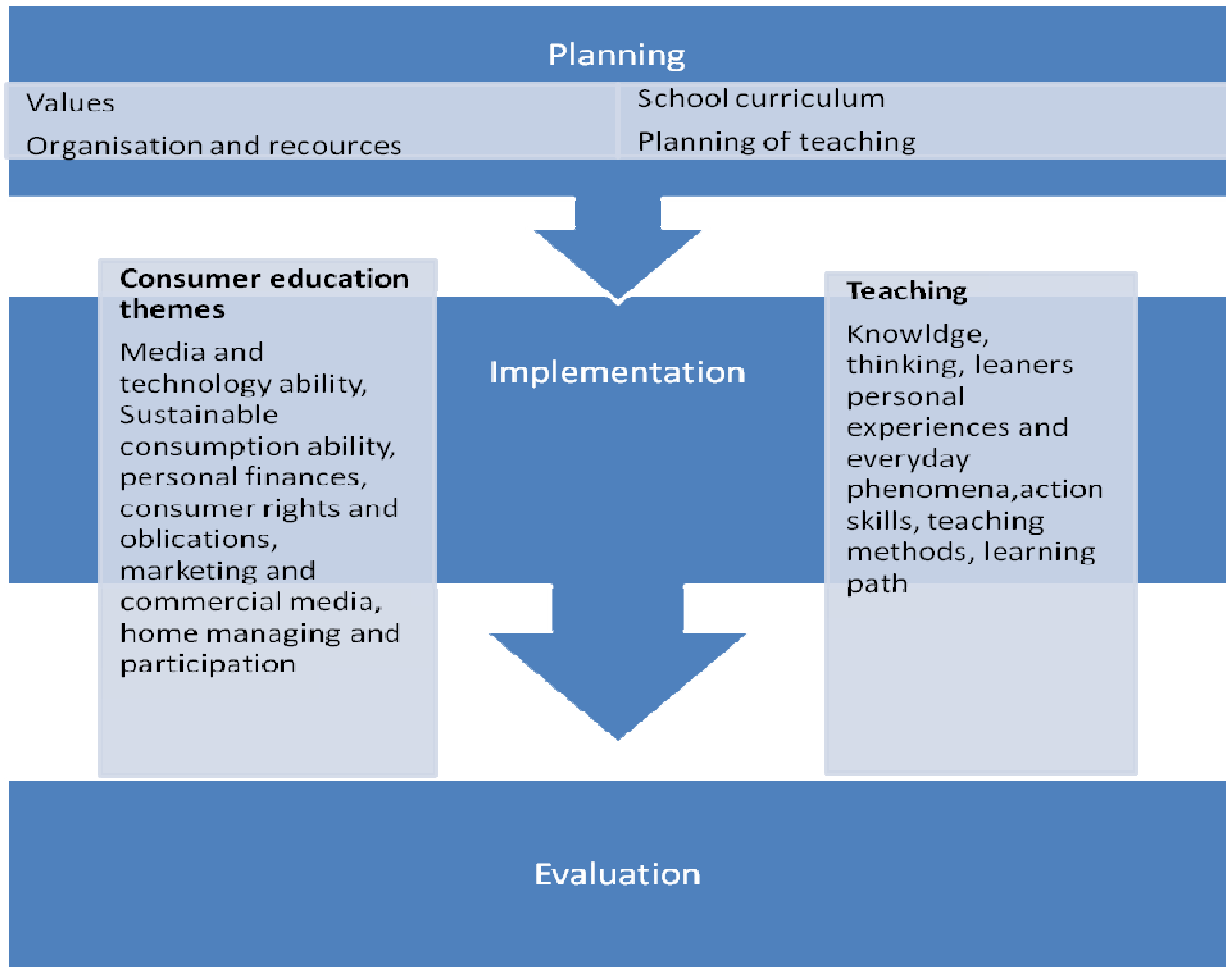 Planning
Values
Organisation and recources
School curriculum
Planning of teaching
Consumer education
themes
Media and
technology ability,
Sustainable
consumption ability,
personal finances,
consumer rights and
oblications,
marketing and
commercial media,
home managing and
participation
Implementation
Teaching
Knowldge,
thinking, leaners
personal
experiences and
everyday
phenomena,action
skills, teaching
methods, learning
path
Evaluation